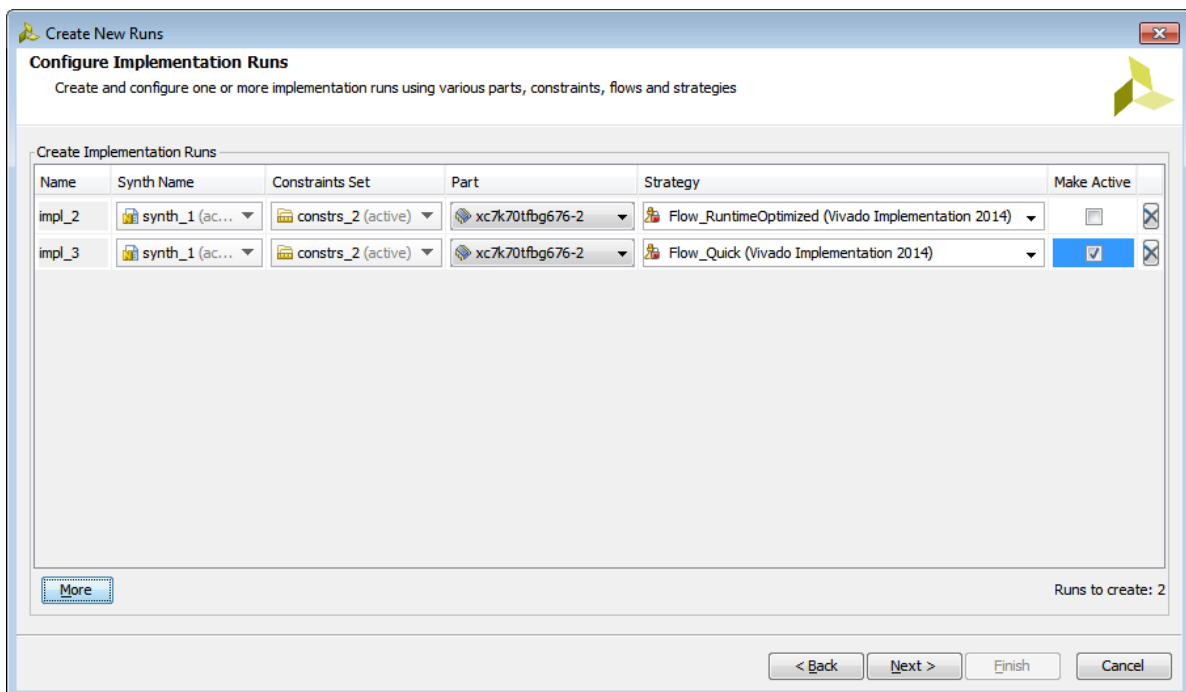 Create New Runs
Configure Implementation Runs
Create and configure one or more implementation runs using various parts, constraints, flows and strategies
Create Implementation Runs
Name Synth Name Constraints Set Part Strategy Make Active
impl_2 synth_1 (ac... constrs_2 (active) xc7k70tfbg676-2 Flow_RuntimeOptimized (Vivado Implementation 2014)
impl_3 synth_1 (ac... constrs_2 (active) xc7k70tfbg676-2 Flow_Quick (Vivado Implementation 2014)
More Runs to create: 2
< Back Next > Finish Cancel